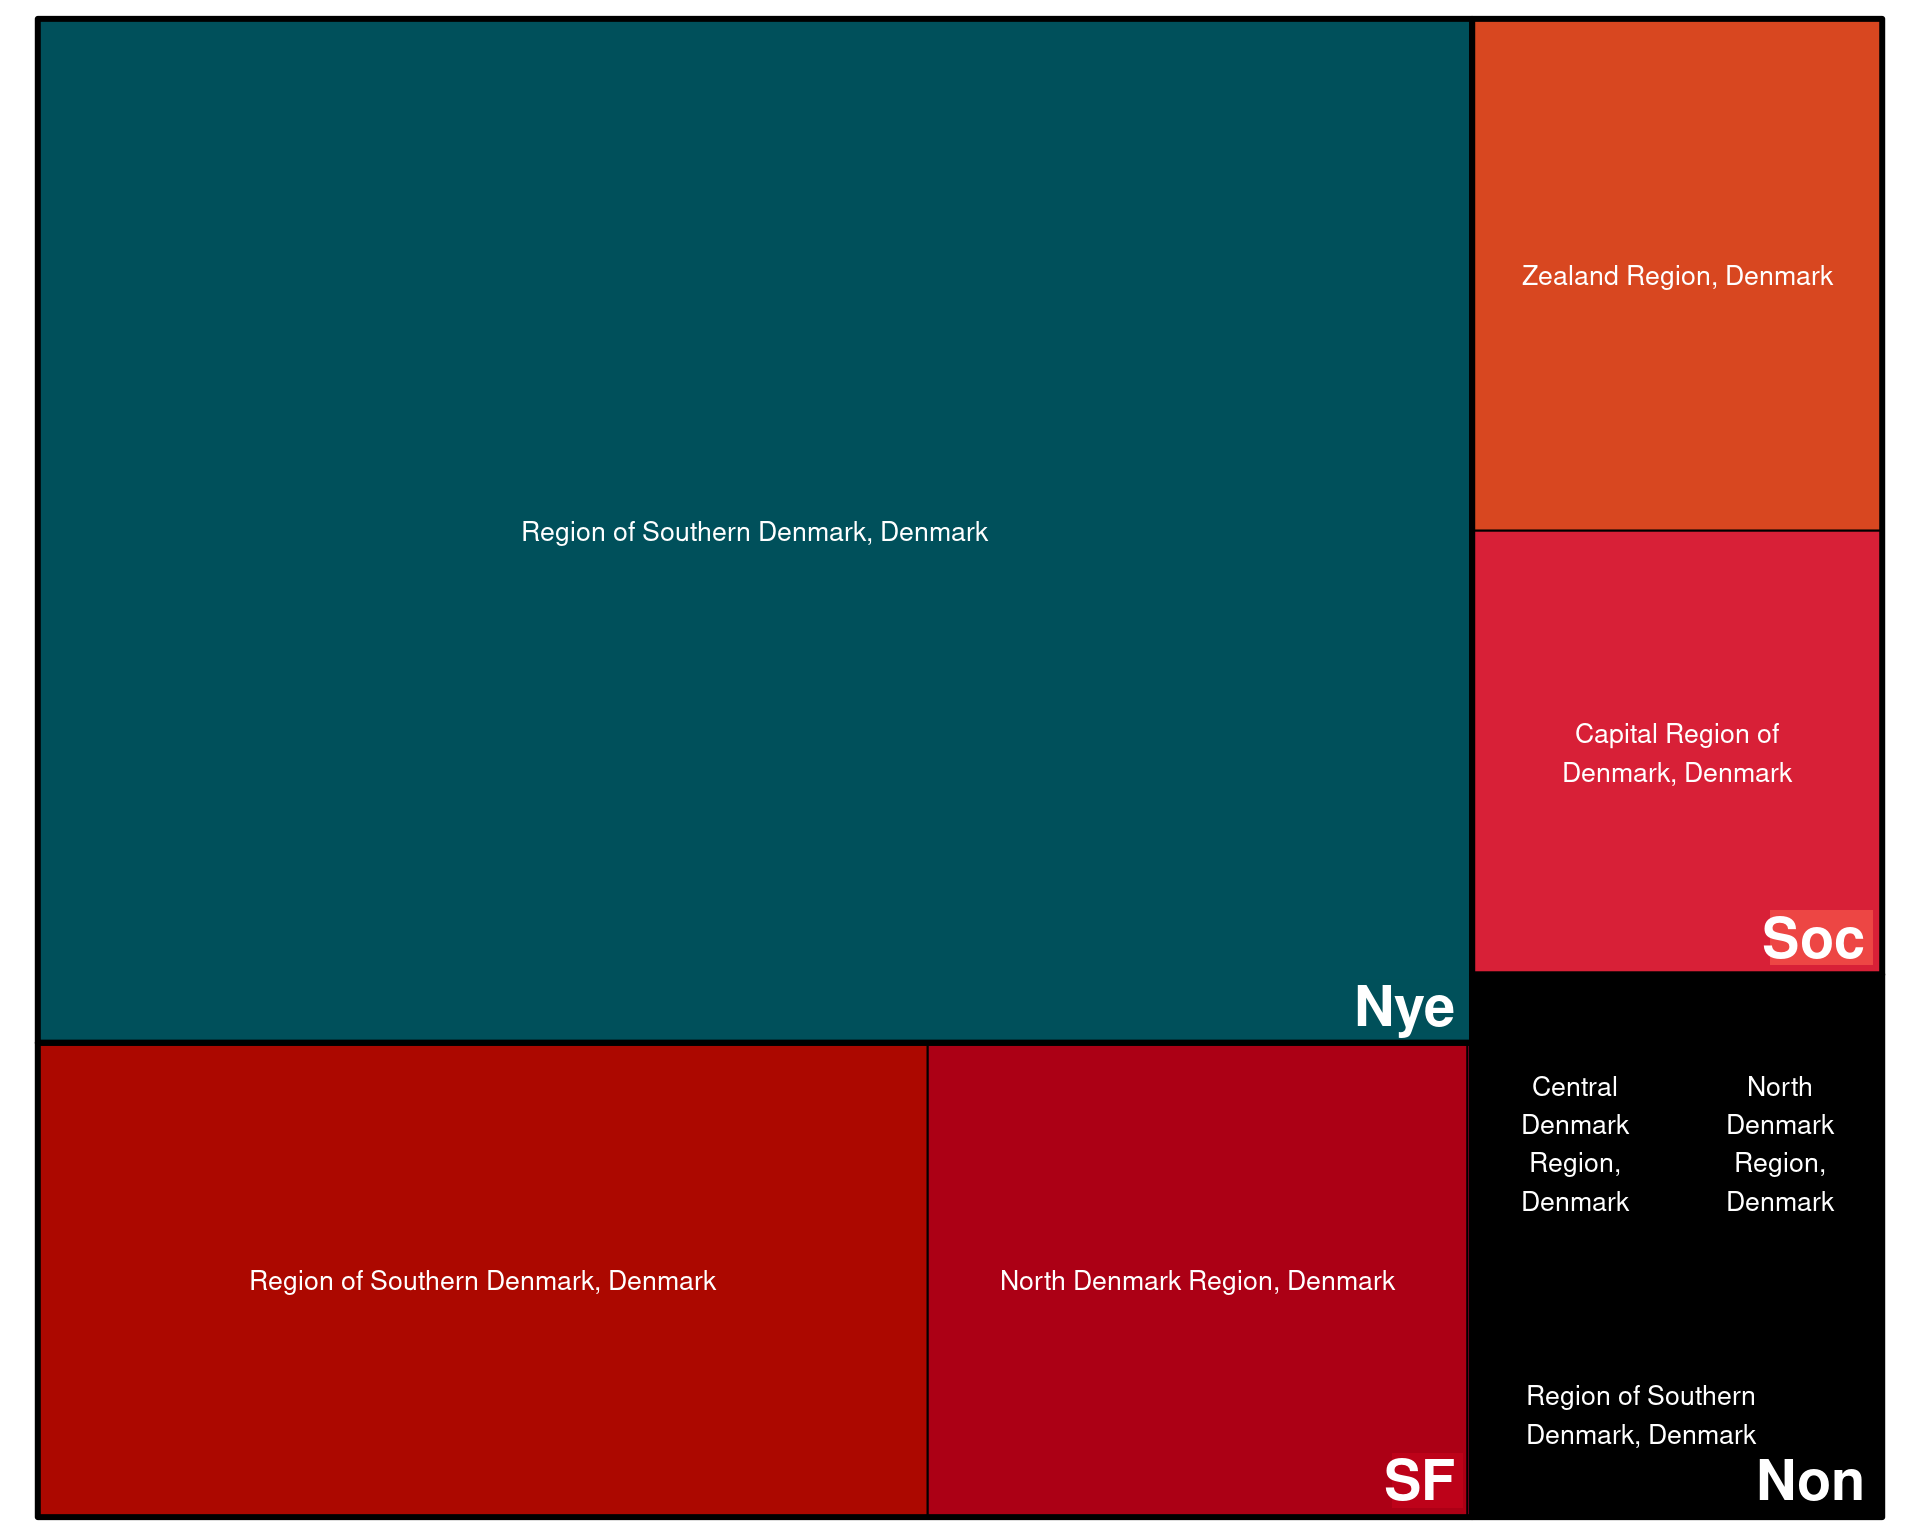 Region of Southern Denmark, Denmark
Nye
Zealand Region, Denmark
Capital Region of
Denmark, Denmark
Soc
Region of Southern Denmark, Denmark
North Denmark Region, Denmark
SF
Central
Denmark
Region,
Denmark
North
Denmark
Region,
Denmark
Region of Southern
Denmark, Denmark
Non